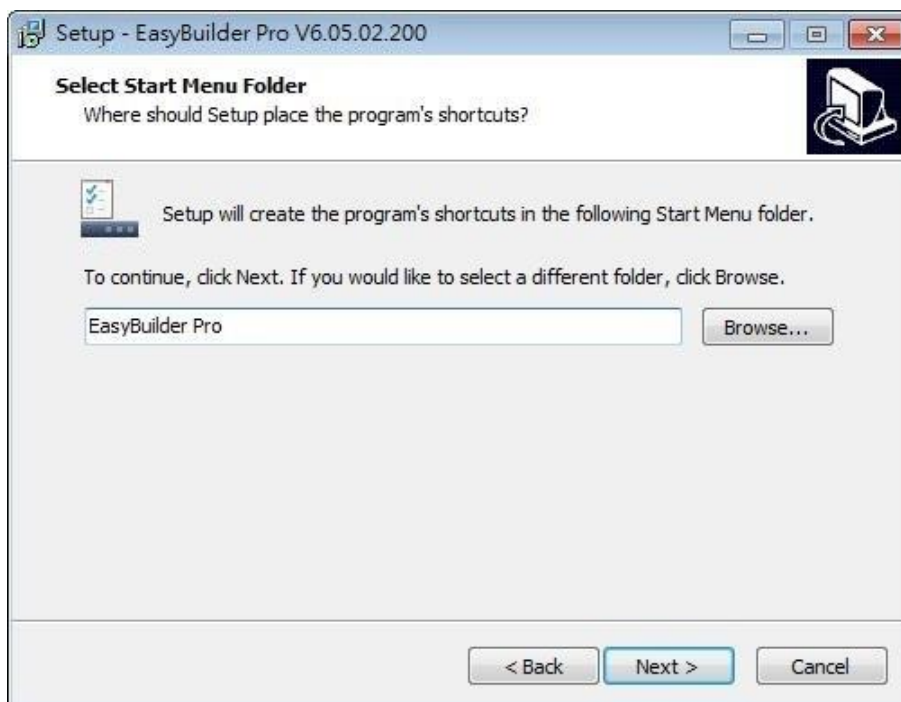 Setup - EasyBuilder Pro V6.05.02.200
Select Start Menu Folder
Where should Setup place the program's shortcuts?
Setup will create the program's shortcuts in the following Start Menu folder.
To continue, click Next. If you would like to select a different folder, click Browse.
EasyBuilder Pro
Browse...
< Back
Next >
Cancel